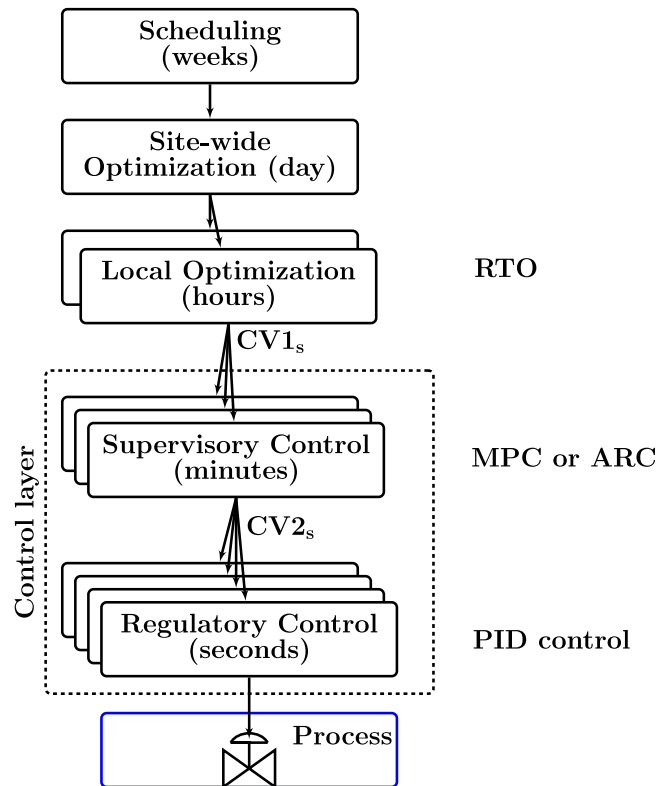 Scheduling
(weeks)
Site-wide
Optimization (day)
Local Optimization
(hours)
RTO
CV1s
Control layer
Supervisory Control
(minutes)
MPC or ARC
CV2s
Regulatory Control
(seconds)
PID control
Process